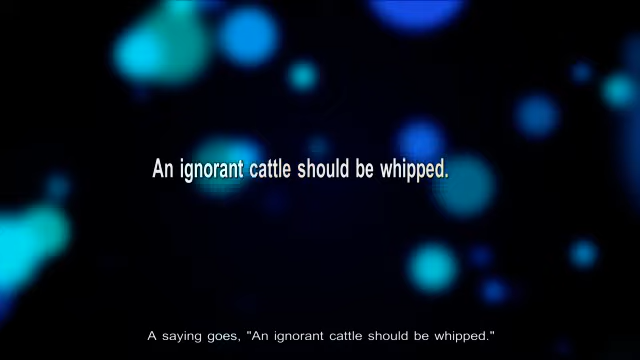 An ignorant cattle should be whipped.
A saying goes, "An ignorant cattle should be whipped."